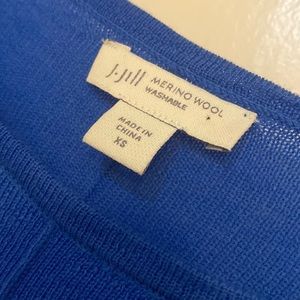 J.Jill
MERINO WOOL
WASHABLE
MADE IN
CHINA
XS